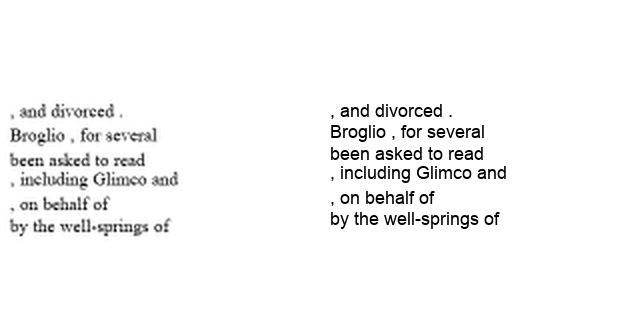 , and divorced .
Broglio , for several
been asked to read
, including Glimco and
, on behalf of
by the well-springs of
, and divorced .
Broglio , for several
been asked to read
, including Glimco and
, on behalf of
by the well-springs of